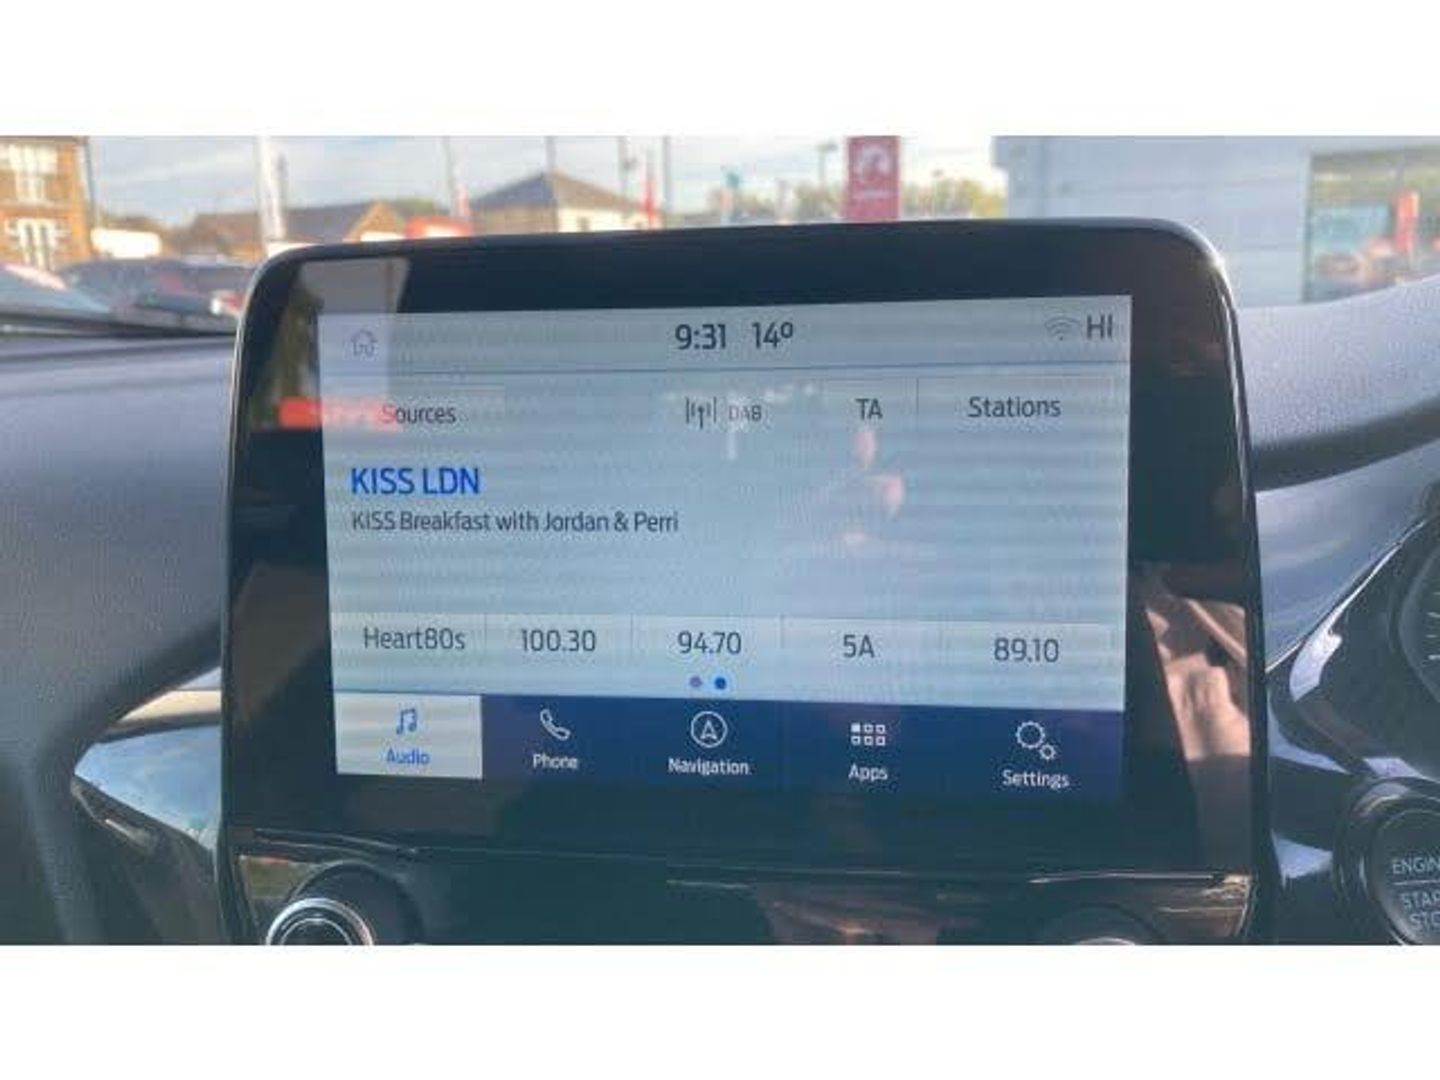 9:31 14º HI
Sources DAB TA Stations
KISS LDN
KISS Breakfast with Jordan & Perri
Heart80s 100.30 94.70 5A 89.10
Audio Phone Navigation Apps Settings